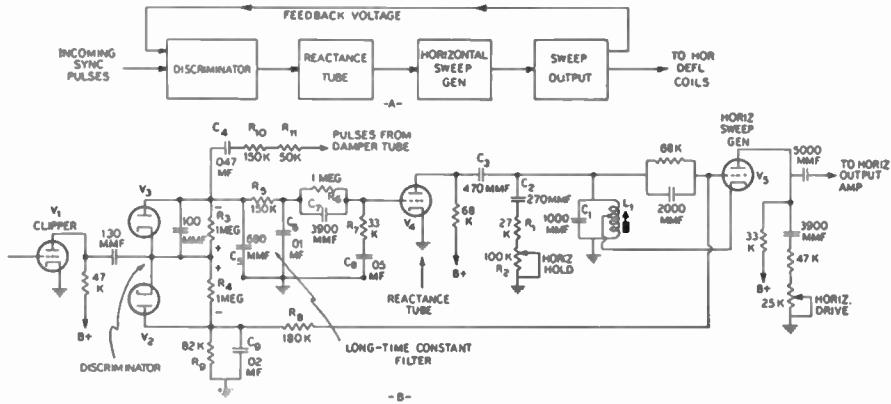 FEEDBACK VOLTAGE
INCOMING
SYNC
PULSES
DISCRIMINATOR
REACTANCE
TUBE
HORIZONTAL
SWEEP
GEN
SWEEP
OUTPUT
TO HOR
DEFL
COILS
-A-
C4
.047
MF
R10
150K
R11
50K
PULSES FROM
DAMPER TUBE
V1
CLIPPER
47
K
B+
130
MMF
V3
V2
DISCRIMINATOR
100
MMF
R3
1MEG
R4
1MEG
R5
150K
C5
680
MMF
C6
.01
MF
1 MEG
R6
C7
3900
MMF
R7
33
K
C8
.05
MF
82K
R9
C9
.02
MF
R8
180K
LONG-TIME CONSTANT
FILTER
V4
REACTANCE
TUBE
68
K
B+
C3
470 MMF
C2
270MMF
27
K
R1
100K
R2
HORIZ
HOLD
1000
MMF
C1
L1
68K
2000
MMF
HORIZ
SWEEP
GEN
V5
5000
MMF
TO HORIZ
OUTPUT
AMP
33
K
B+
3900
MMF
47K
25K
HORIZ.
DRIVE
-B-